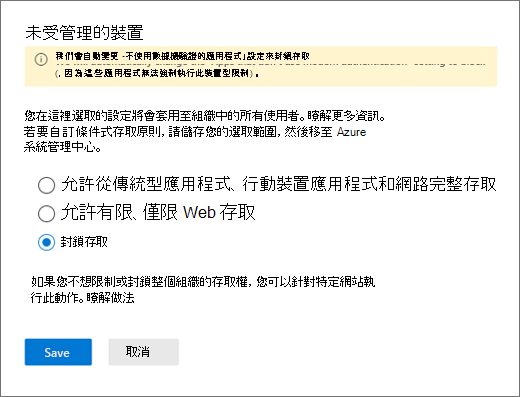 未受管理的裝置
我們會自動變更 -不使用數據機驗證的應用程式」設定來封鎖存取
(, 因為這些應用程式無法強制執行此裝置型限制) 。
您在這裡選取的設定將會套用至組織中的所有使用者。瞭解更多資訊。
若要自訂條件式存取原則, 請儲存您的選取範圍, 然後移至 Azure
系統管理中心。
允許從傳統型應用程式、行動裝置應用程式和網路完整存取
允許有限、僅限 Web 存取
封鎖存取
如果您不想限制或封鎖整個組織的存取權, 您可以針對特定網站執
行此動作。瞭解做法
Save
取消